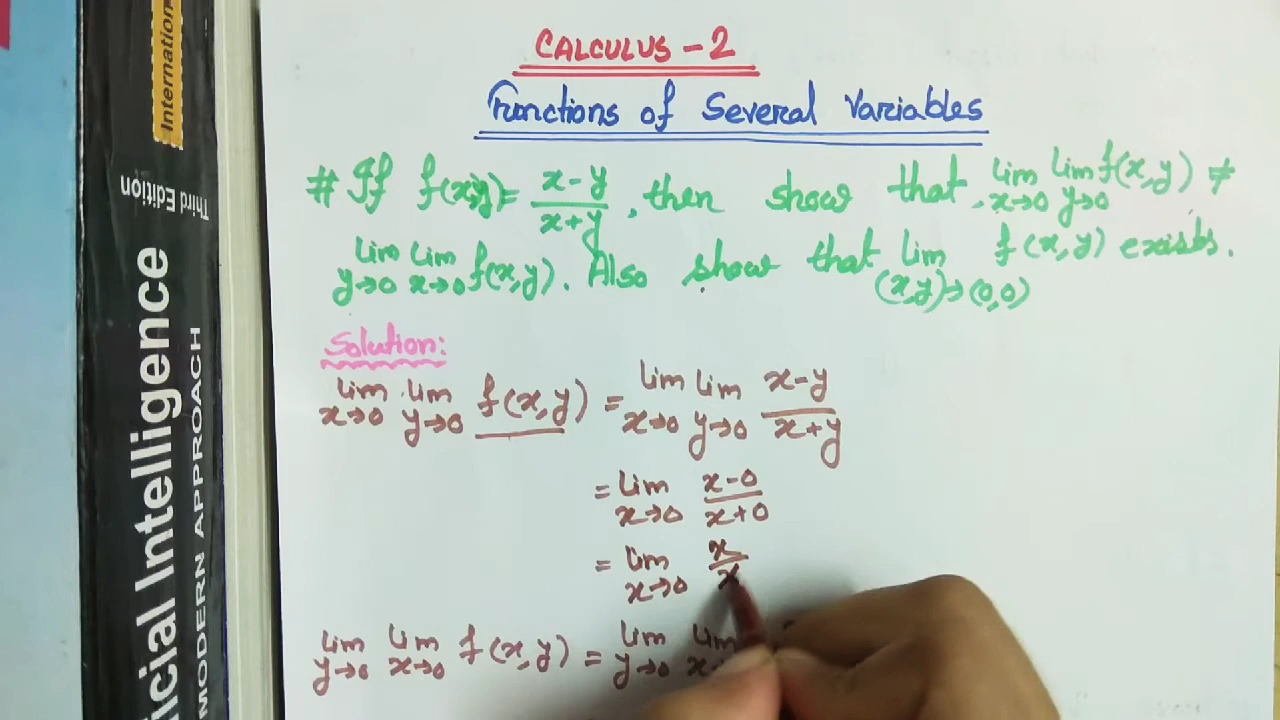 International
Third Edition
icial Intelligence
MODERN APPROACH
CALCULUS - 2
Functions of Several Variables
# If f(x,y) = x-y/x+y, then show that lim x→0 lim y→0 f(x,y) ≠
lim y→0 lim x→0 f(x,y). Also show that lim (x,y)→(0,0) f(x,y) exists.
Solution:
lim x→0 lim y→0 f(x,y) = lim x→0 lim y→0 x-y/x+y
= lim x→0 x-0/x+0
= lim x→0 x/x
lim y→0 lim x→0 f(x,y) = lim y→0 lim